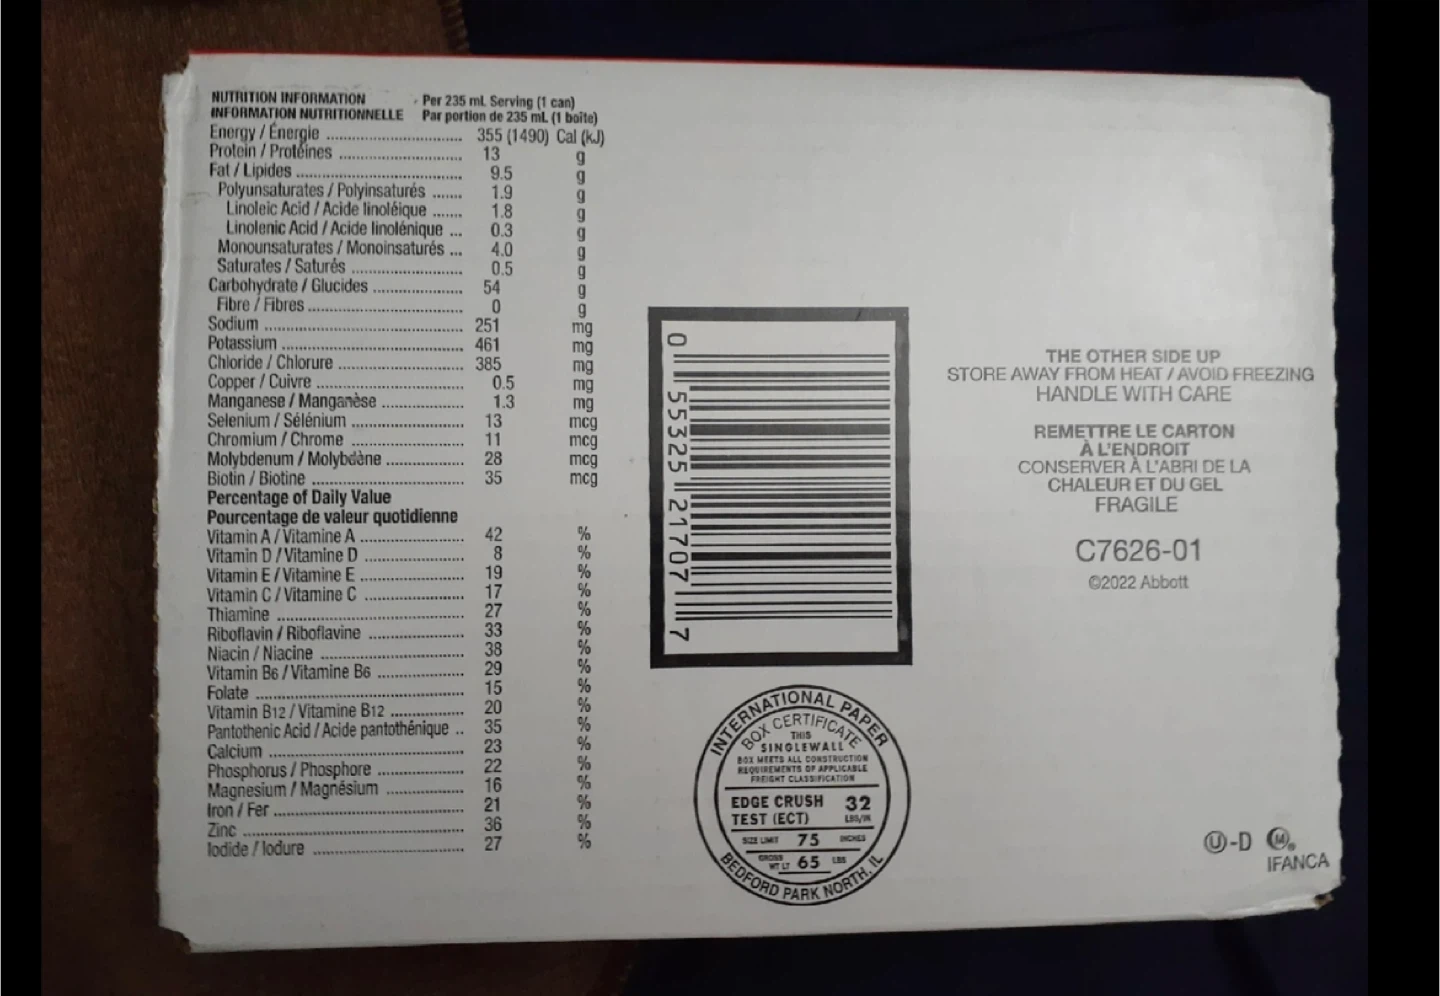 NUTRITION INFORMATION Per 235 mL Serving (1 can)
INFORMATION NUTRITIONNELLE Par portion de 235 mL (1 boîte)
Energy / Énergie 355 (1490) Cal (kJ)
Protein / Protéines 13 g
Fat / Lipides 9.5 g
Polyunsaturates / Polyinsaturés 1.9 g
Linoleic Acid / Acide linoléique 1.8 g
Linolenic Acid / Acide linolénique 0.3 g
Monounsaturates / Monoinsaturés 4.0 g
Saturates / Saturés 0.5 g
Carbohydrate / Glucides 54 g
Fibre / Fibres 0 g
Sodium 251 mg
Potassium 461 mg
Chloride / Chlorure 385 mg
Copper / Cuivre 0.5 mg
Manganese / Manganèse 1.3 mg
Selenium / Sélénium 13 mcg
Chromium / Chrome 11 mcg
Molybdenum / Molybdène 28 mcg
Biotin / Biotine 35 mcg
Percentage of Daily Value
Pourcentage de valeur quotidienne
Vitamin A / Vitamine A 42 %
Vitamin D / Vitamine D 8 %
Vitamin E / Vitamine E 19 %
Vitamin C / Vitamine C 17 %
Thiamine 27 %
Riboflavin / Riboflavine 33 %
Niacin / Niacine 38 %
Vitamin B6 / Vitamine B6 29 %
Folate 15 %
Vitamin B12 / Vitamine B12 20 %
Pantothenic Acid / Acide pantothénique 35 %
Calcium 23 %
Phosphorus / Phosphore 22 %
Magnesium / Magnésium 16 %
Iron / Fer 21 %
Zinc 36 %
Iodide / Iodure 27 %
0 55325 21707 7
INTERNATIONAL PAPER
BOX CERTIFICATE
THIS
SINGLEWALL
BOX MEETS ALL CONSTRUCTION
REQUIREMENTS OF APPLICABLE
FREIGHT CLASSIFICATION
EDGE CRUSH 32
TEST (ECT) LBS/IN
SIZE LIMIT 75 INCHES
GROSS
WT LT 65 LBS
BEDFORD PARK NORTH, IL
THE OTHER SIDE UP
STORE AWAY FROM HEAT / AVOID FREEZING
HANDLE WITH CARE
REMETTRE LE CARTON
À L'ENDROIT
CONSERVER À L'ABRI DE LA
CHALEUR ET DU GEL
FRAGILE
C7626-01
©2022 Abbott
U-D M®
IFANCA